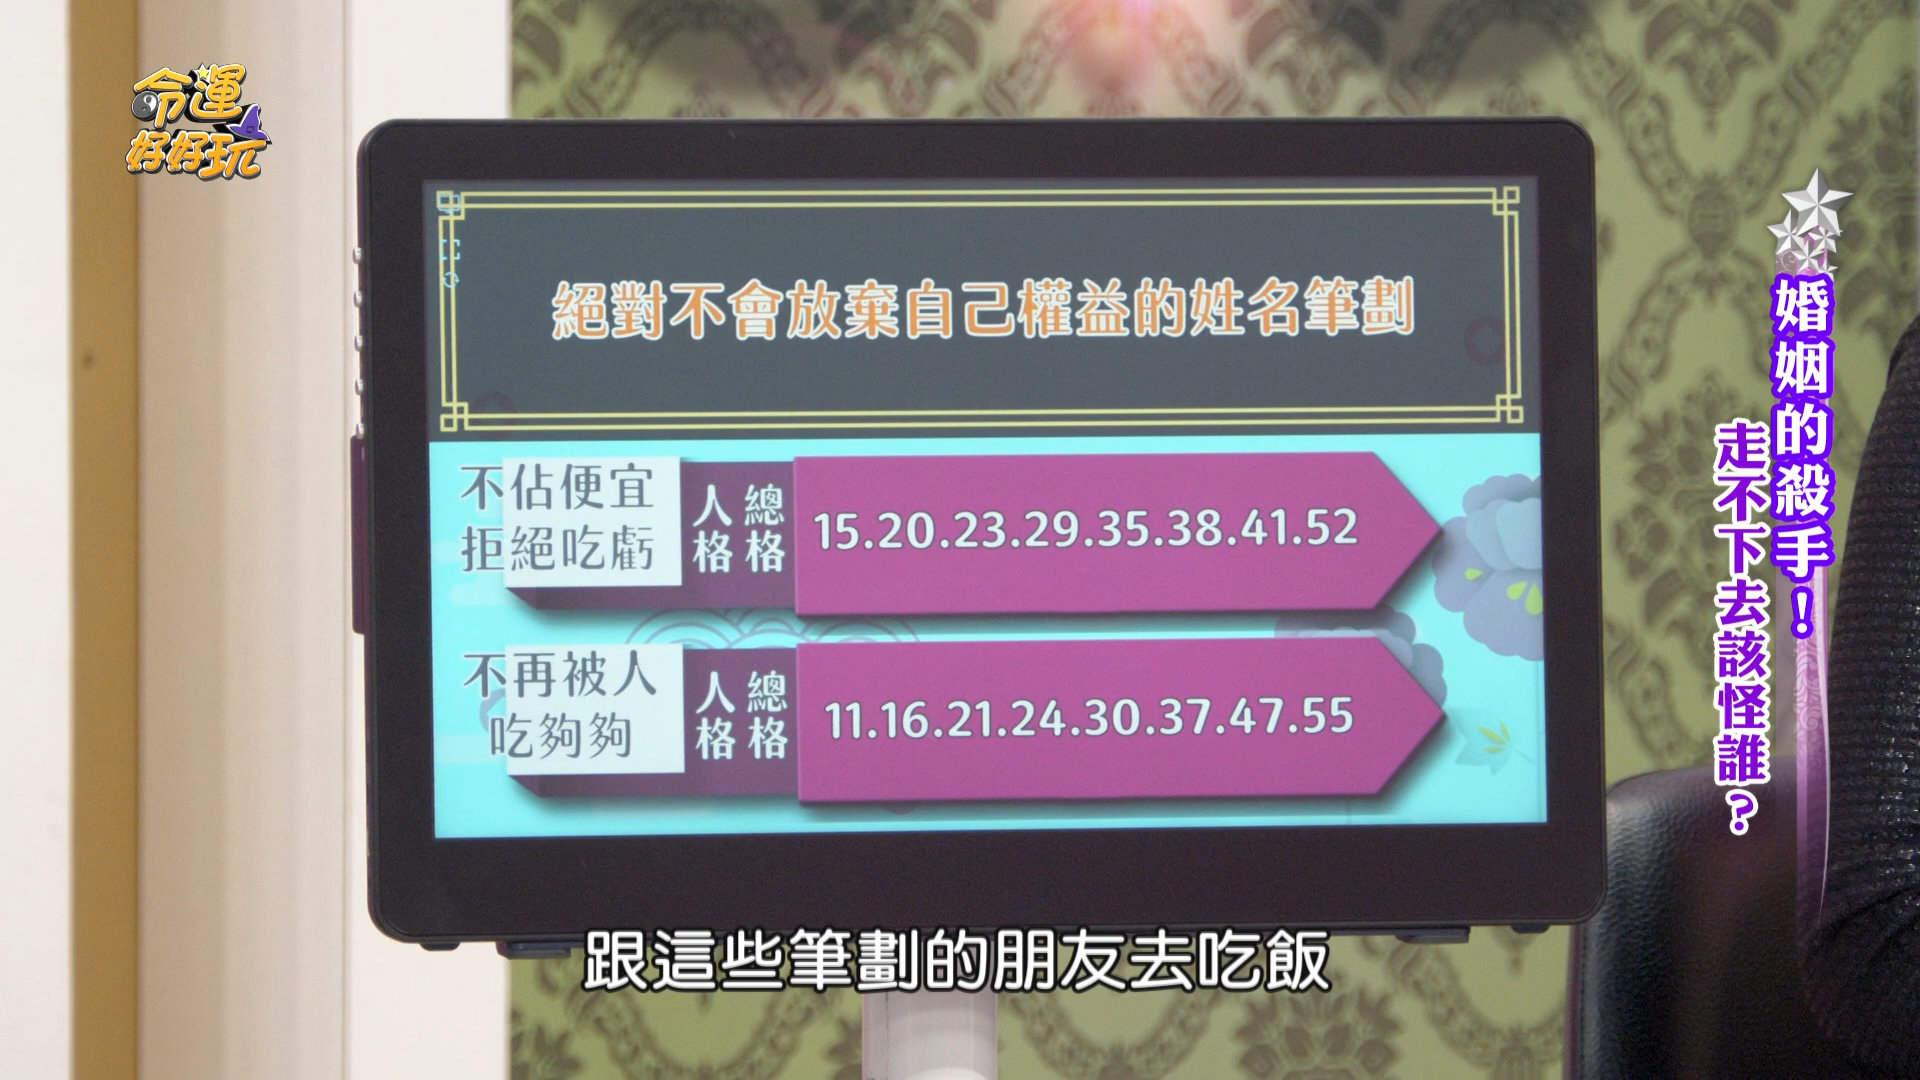 命運
好好玩
絕對不會放棄自己權益的姓名筆劃
不佔便宜
拒絕吃虧
人格
總格
15.20.23.29.35.38.41.52
不再被人
吃夠夠
人格
總格
11.16.21.24.30.37.47.55
婚姻的殺手！
走不下去該怪誰？
跟這些筆劃的朋友去吃飯